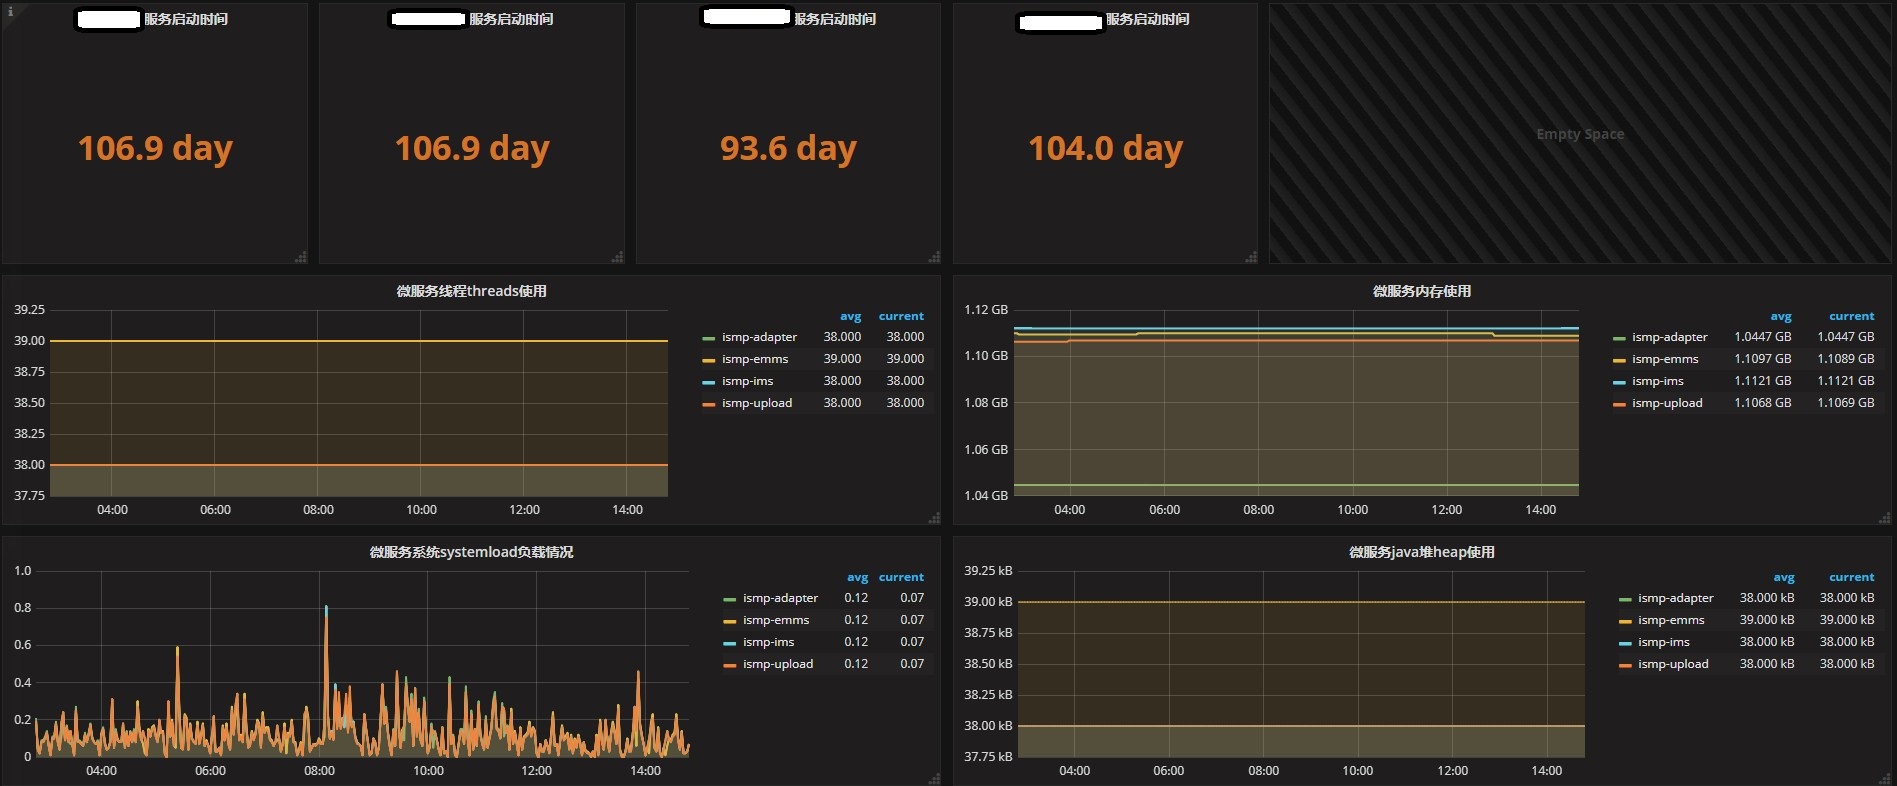 i
服务启动时间
106.9 day
服务启动时间
106.9 day
服务启动时间
93.6 day
服务启动时间
104.0 day
Empty Space
微服务线程threads使用
39.25
39.00
38.75
38.50
38.25
38.00
37.75
04:00 06:00 08:00 10:00 12:00 14:00
avg current
ismp-adapter 38.000 38.000
ismp-emms 39.000 39.000
ismp-ims 38.000 38.000
ismp-upload 38.000 38.000
微服务内存使用
1.12 GB
1.10 GB
1.08 GB
1.06 GB
1.04 GB
04:00 06:00 08:00 10:00 12:00 14:00
avg current
ismp-adapter 1.0447 GB 1.0447 GB
ismp-emms 1.1097 GB 1.1089 GB
ismp-ims 1.1121 GB 1.1121 GB
ismp-upload 1.1068 GB 1.1069 GB
微服务系统systemload负载情况
1.0
0.8
0.6
0.4
0.2
0
04:00 06:00 08:00 10:00 12:00 14:00
avg current
ismp-adapter 0.12 0.07
ismp-emms 0.12 0.07
ismp-ims 0.12 0.07
ismp-upload 0.12 0.07
微服务java堆heap使用
39.25 kB
39.00 kB
38.75 kB
38.50 kB
38.25 kB
38.00 kB
37.75 kB
04:00 06:00 08:00 10:00 12:00 14:00
avg current
ismp-adapter 38.000 kB 38.000 kB
ismp-emms 39.000 kB 39.000 kB
ismp-ims 38.000 kB 38.000 kB
ismp-upload 38.000 kB 38.000 kB